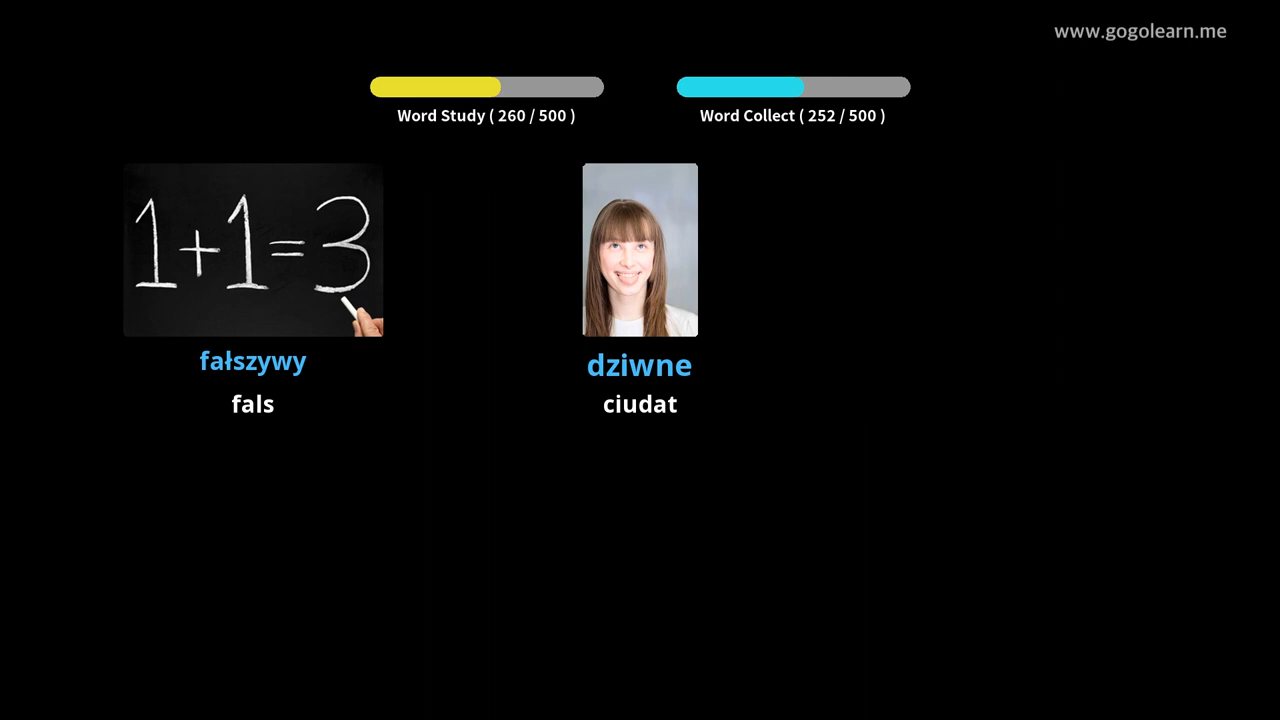 www.gogolearn.me
Word Study ( 260 / 500 )
Word Collect ( 252 / 500 )
1+1=3
fałszywy
fals
dziwne
ciudat